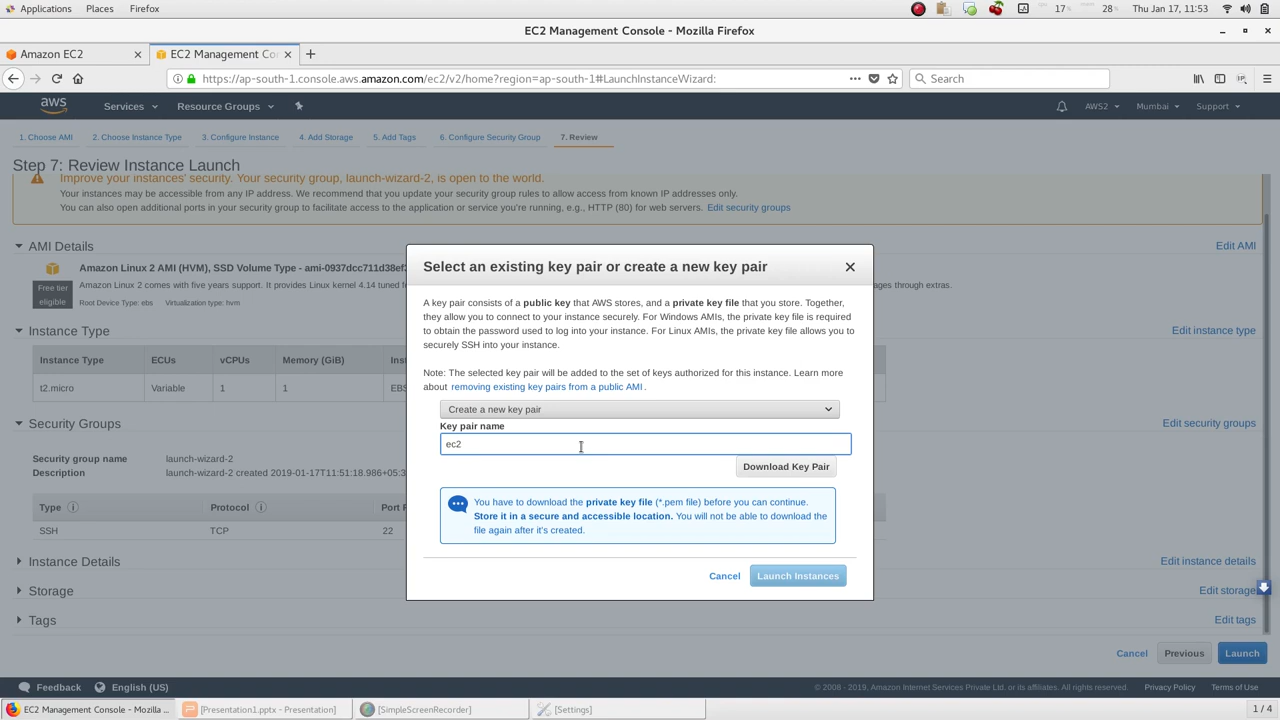 Applications
Places
Firefox
17%
28%
Thu Jan 17, 11:53
EC2 Management Console - Mozilla Firefox
Amazon EC2
EC2 Management Co
https://ap-south-1.console.aws.amazon.com/ec2/v2/home?region=ap-south-1#LaunchInstanceWizard:
Search
aws
Services
Resource Groups
AWS2
Mumbai
Support
1. Choose AMI
2. Choose Instance Type
3. Configure Instance
4. Add Storage
5. Add Tags
6. Configure Security Group
7. Review
Step 7: Review Instance Launch
Improve your instances' security. Your security group, launch-wizard-2, is open to the world.
Your instances may be accessible from any IP address. We recommend that you update your security group rules to allow access from known IP addresses only.
You can also open additional ports in your security group to facilitate access to the application or service you're running, e.g., HTTP (80) for web servers. Edit security groups
AMI Details
Edit AMI
Amazon Linux 2 AMI (HVM), SSD Volume Type - ami-0937dcc711d38ef
Free tier eligible
Amazon Linux 2 comes with five years support. It provides Linux kernel 4.14 tuned f
ages through extras.
Root Device Type: ebs
Virtualization type: hvm
Instance Type
Edit instance type
Instance Type
ECUs
vCPUs
Memory (GiB)
t2.micro
Variable
1
1
EBS
Security Groups
Edit security groups
Security group name
launch-wizard-2
Description
launch-wizard-2 created 2019-01-17T11:51:18.986+05:3
Type
Protocol
SSH
TCP
22
Instance Details
Edit instance details
Storage
Edit storage
Tags
Edit tags
Cancel
Previous
Launch
Select an existing key pair or create a new key pair
A key pair consists of a public key that AWS stores, and a private key file that you store. Together,
they allow you to connect to your instance securely. For Windows AMIs, the private key file is required
to obtain the password used to log into your instance. For Linux AMIs, the private key file allows you to
securely SSH into your instance.
Note: The selected key pair will be added to the set of keys authorized for this instance. Learn more
about removing existing key pairs from a public AMI.
Create a new key pair
Key pair name
ec2
Download Key Pair
You have to download the private key file (*.pem file) before you can continue.
Store it in a secure and accessible location. You will not be able to download the
file again after it's created.
Cancel
Launch Instances
Feedback
English (US)
© 2008 - 2019, Amazon Internet Services Private Ltd. or its affiliates. All rights reserved.
Privacy Policy
Terms of Use
EC2 Management Console - Mozilla ...
[Presentation1.pptx - Presentation]
[SimpleScreenRecorder]
[Settings]
1 / 4